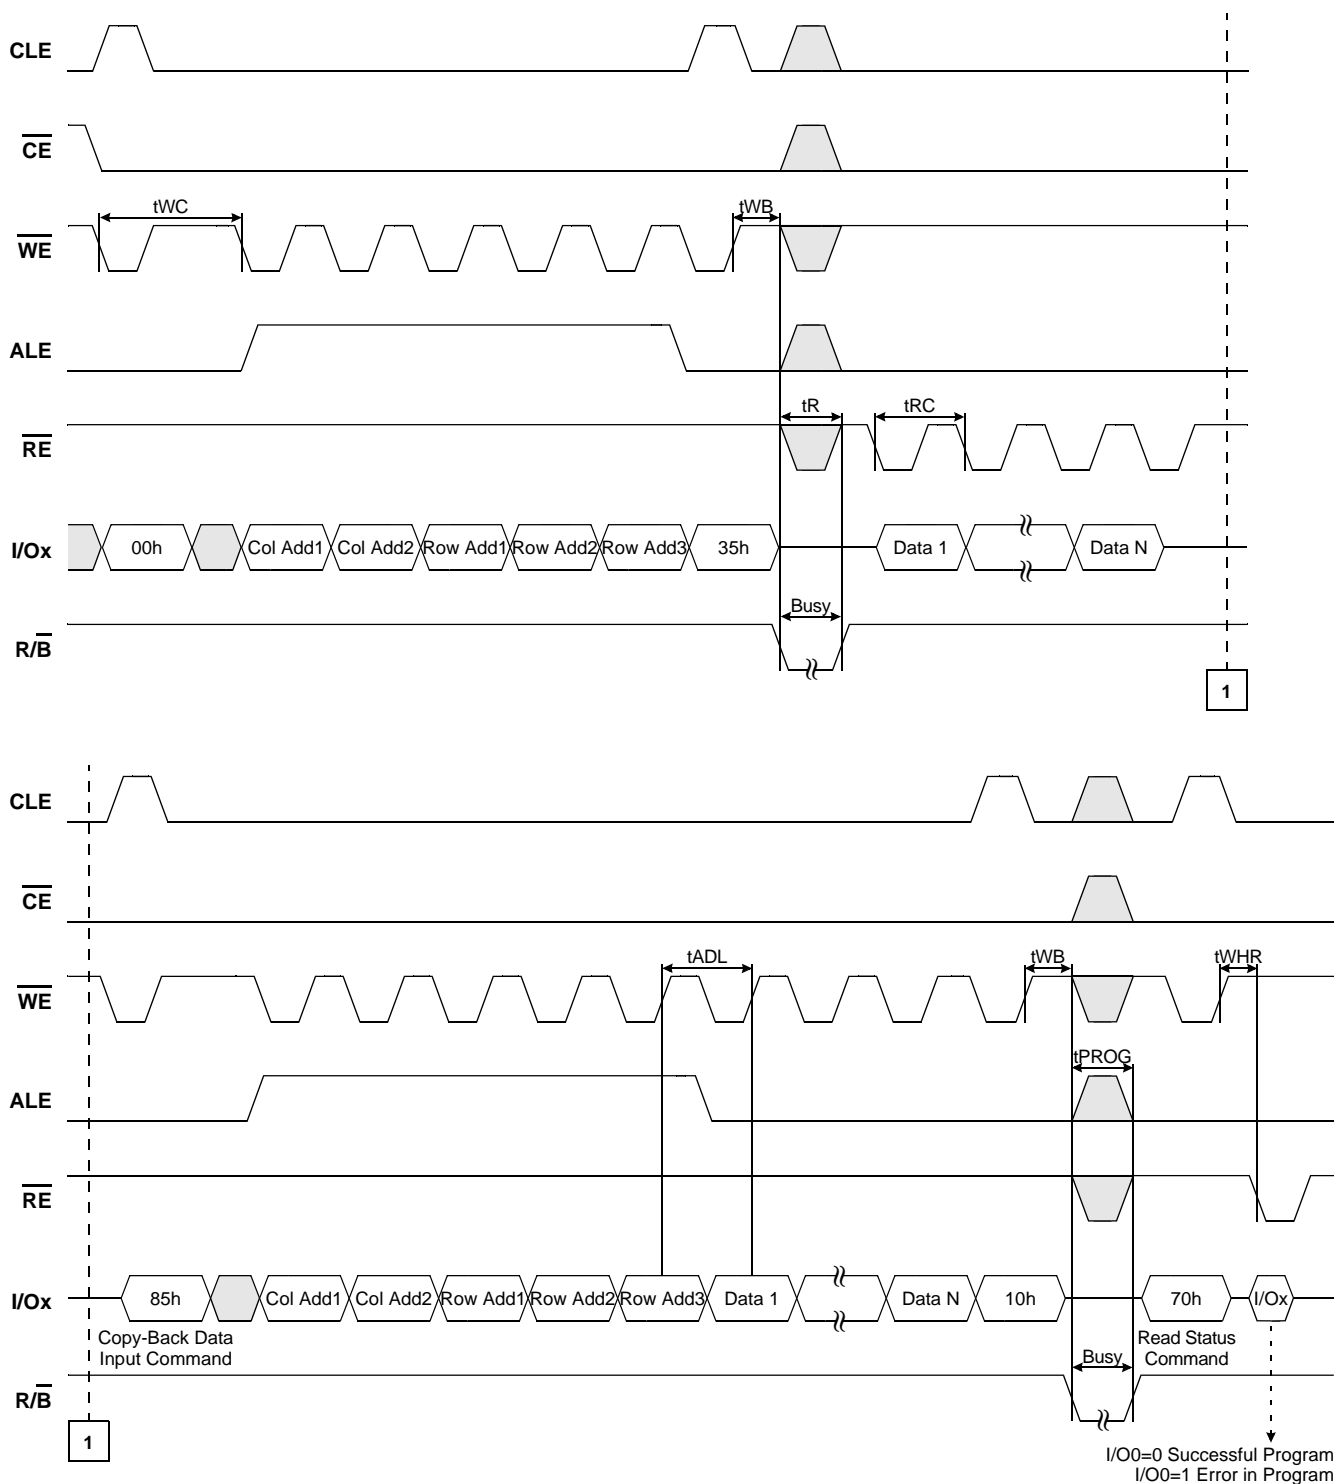 CLE
CE
tWC
tWB
WE
ALE
tR
tRC
RE
I/Ox
00h
Col Add1
Col Add2
Row Add1
Row Add2
Row Add3
35h
Data 1
Data N
Busy
R/B
1
CLE
CE
tADL
tWB
tWHR
WE
tPROG
ALE
RE
I/Ox
85h
Col Add1
Col Add2
Row Add1
Row Add2
Row Add3
Data 1
Data N
10h
70h
I/Ox
Copy-Back Data
Input Command
Read Status
Command
Busy
R/B
1
I/O0=0 Successful Program
I/O0=1 Error in Program